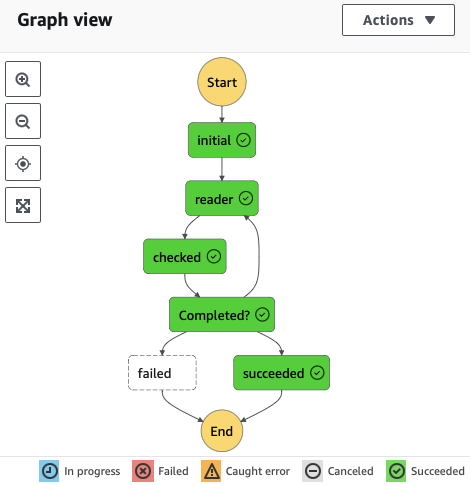 Graph view
Actions
Start
initial
reader
checked
Completed?
failed
succeeded
End
In progress
Failed
Caught error
Canceled
Succeeded